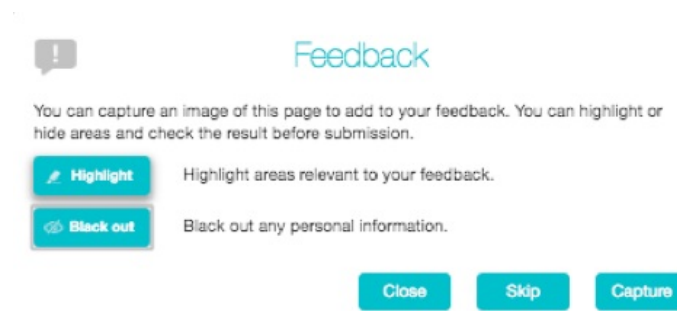 Feedback
You can capture an image of this page to add to your feedback. You can highlight or
hide areas and check the result before submission.
Highlight Highlight areas relevant to your feedback.
Black out Black out any personal information.
Close Skip Capture